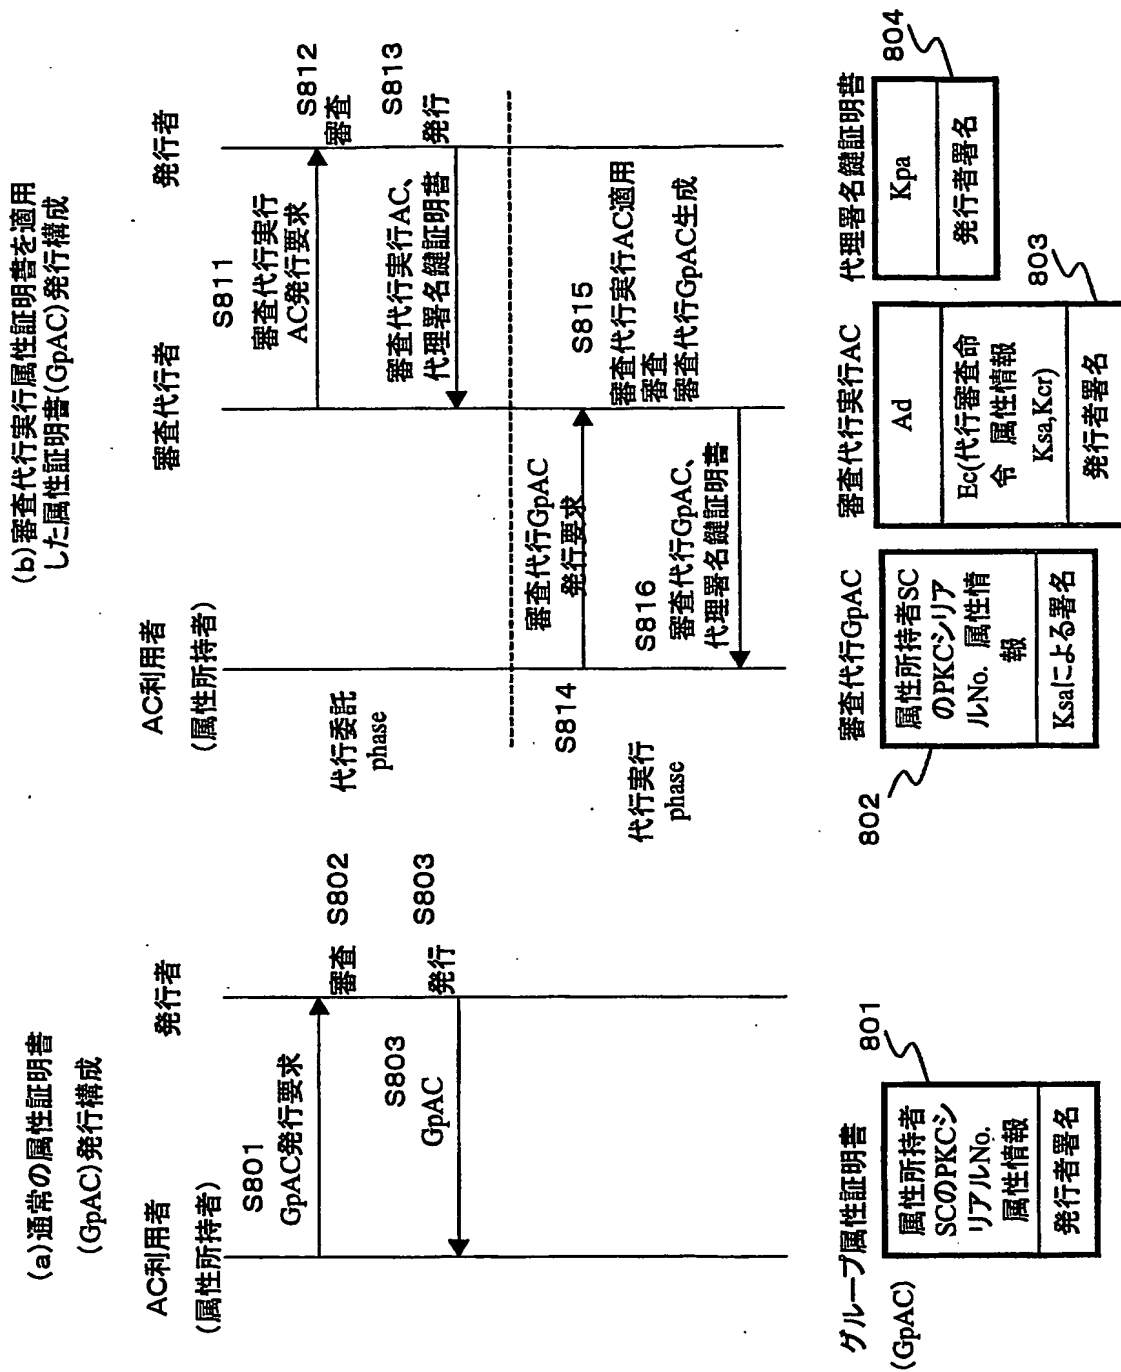 (a)通常の属性証明書
(GpAC)発行構成
AC利用者
(属性所持者)
発行者
S801
GpAC発行要求
審査 S802
発行 S803
S803
GpAC
グループ属性証明書
(GpAC)
801
属性所持者
SCのPKCシ
リアルNo.
属性情報
発行者署名
(b)審査代行実行属性証明書を適用
した属性証明書(GpAC)発行構成
AC利用者
(属性所持者)
審査代行者
発行者
代行委託
phase
S811
審査代行実行
AC発行要求
S812
審査
S813
発行
審査代行実行AC、
代理署名鍵証明書
代行実行
phase
S814
審査代行GpAC
発行要求
S815
審査代行実行AC適用
審査
審査代行GpAC生成
S816
審査代行GpAC、
代理署名鍵証明書
審査代行GpAC
802
属性所持者SC
のPKCシリア
ルNo. 属性情
報
Ksaによる署名
審査代行実行AC
803
Ad
Ec(代行審査命
令 属性情報
Ksa,Kcr)
発行者署名
代理署名鍵証明書
804
Kpa
発行者署名